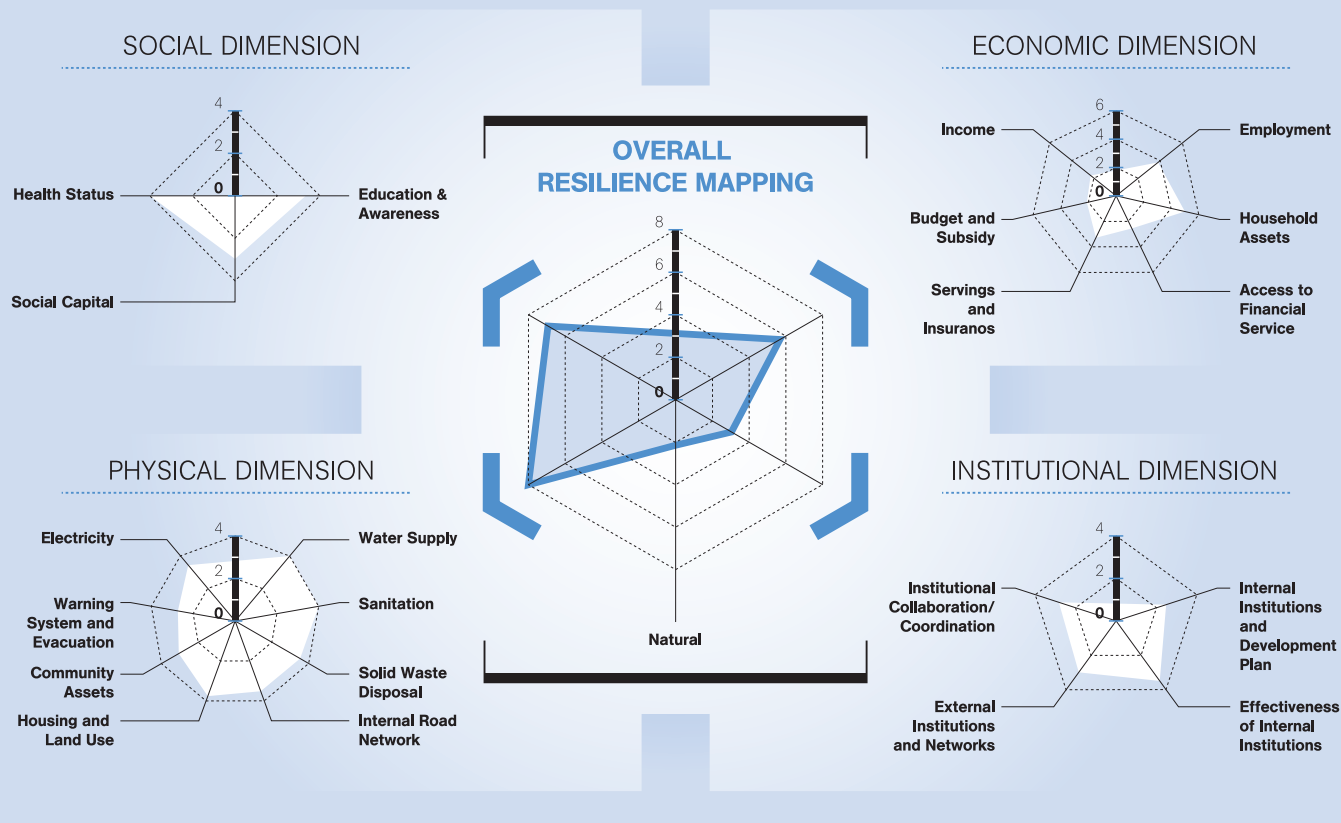 SOCIAL DIMENSION
4
2
0
Health Status
Education &
Awareness
Social Capital
ECONOMIC DIMENSION
6
4
2
0
Income
Employment
Budget and
Subsidy
Household
Assets
Servings
and
Insuranos
Access to
Financial
Service
OVERALL
RESILIENCE MAPPING
8
6
4
2
0
Natural
PHYSICAL DIMENSION
4
2
0
Electricity
Water Supply
Warning
System and
Evacuation
Sanitation
Community
Assets
Solid Waste
Disposal
Housing and
Land Use
Internal Road
Network
INSTITUTIONAL DIMENSION
4
2
0
Institutional
Collaboration/
Coordination
Internal
Institutions
and
Development
Plan
External
Institutions
and Networks
Effectiveness
of Internal
Institutions